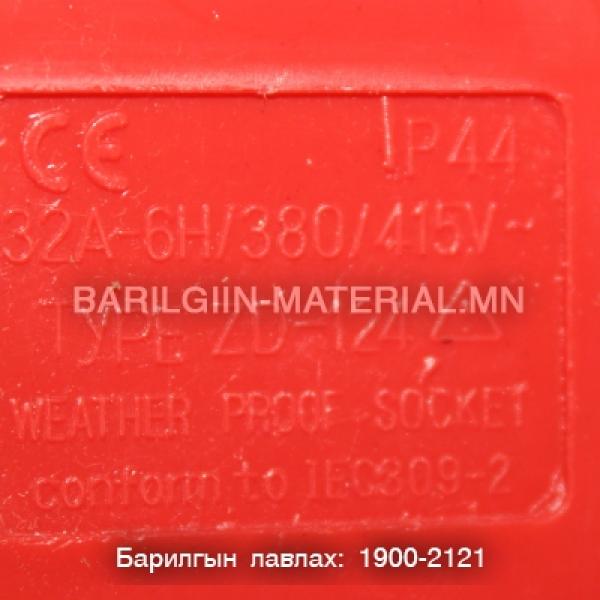 CE IP44
32A-6H/380/415V~
BARILGIIN-MATERIAL.MN
TYPE ZD-124
WEATHER PROOF SOCKET
conform to IEC309-2
Барилгын лавлах: 1900-2121